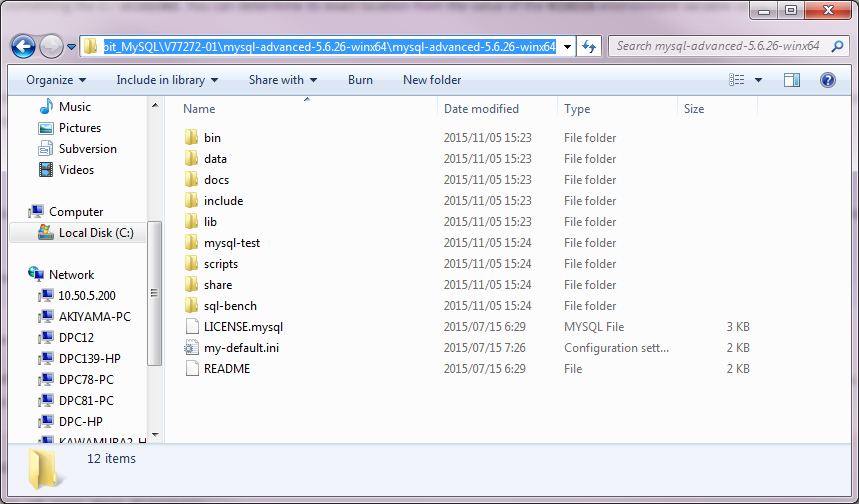 bit_MySQL\V77272-01\mysql-advanced-5.6.26-winx64\mysql-advanced-5.6.26-winx64
Search mysql-advanced-5.6.26-winx64
Organize Include in library Share with Burn New folder
Music
Pictures
Subversion
Videos
Computer
Local Disk (C:)
Network
10.50.5.200
AKIYAMA-PC
DPC12
DPC139-HP
DPC78-PC
DPC81-PC
DPC-HP
KAWAMURA2-H
Name Date modified Type Size
bin 2015/11/05 15:23 File folder
data 2015/11/05 15:23 File folder
docs 2015/11/05 15:23 File folder
include 2015/11/05 15:23 File folder
lib 2015/11/05 15:23 File folder
mysql-test 2015/11/05 15:24 File folder
scripts 2015/11/05 15:24 File folder
share 2015/11/05 15:24 File folder
sql-bench 2015/11/05 15:24 File folder
LICENSE.mysql 2015/07/15 6:29 MYSQL File 3 KB
my-default.ini 2015/07/15 7:26 Configuration sett... 2 KB
README 2015/07/15 6:29 File 2 KB
12 items